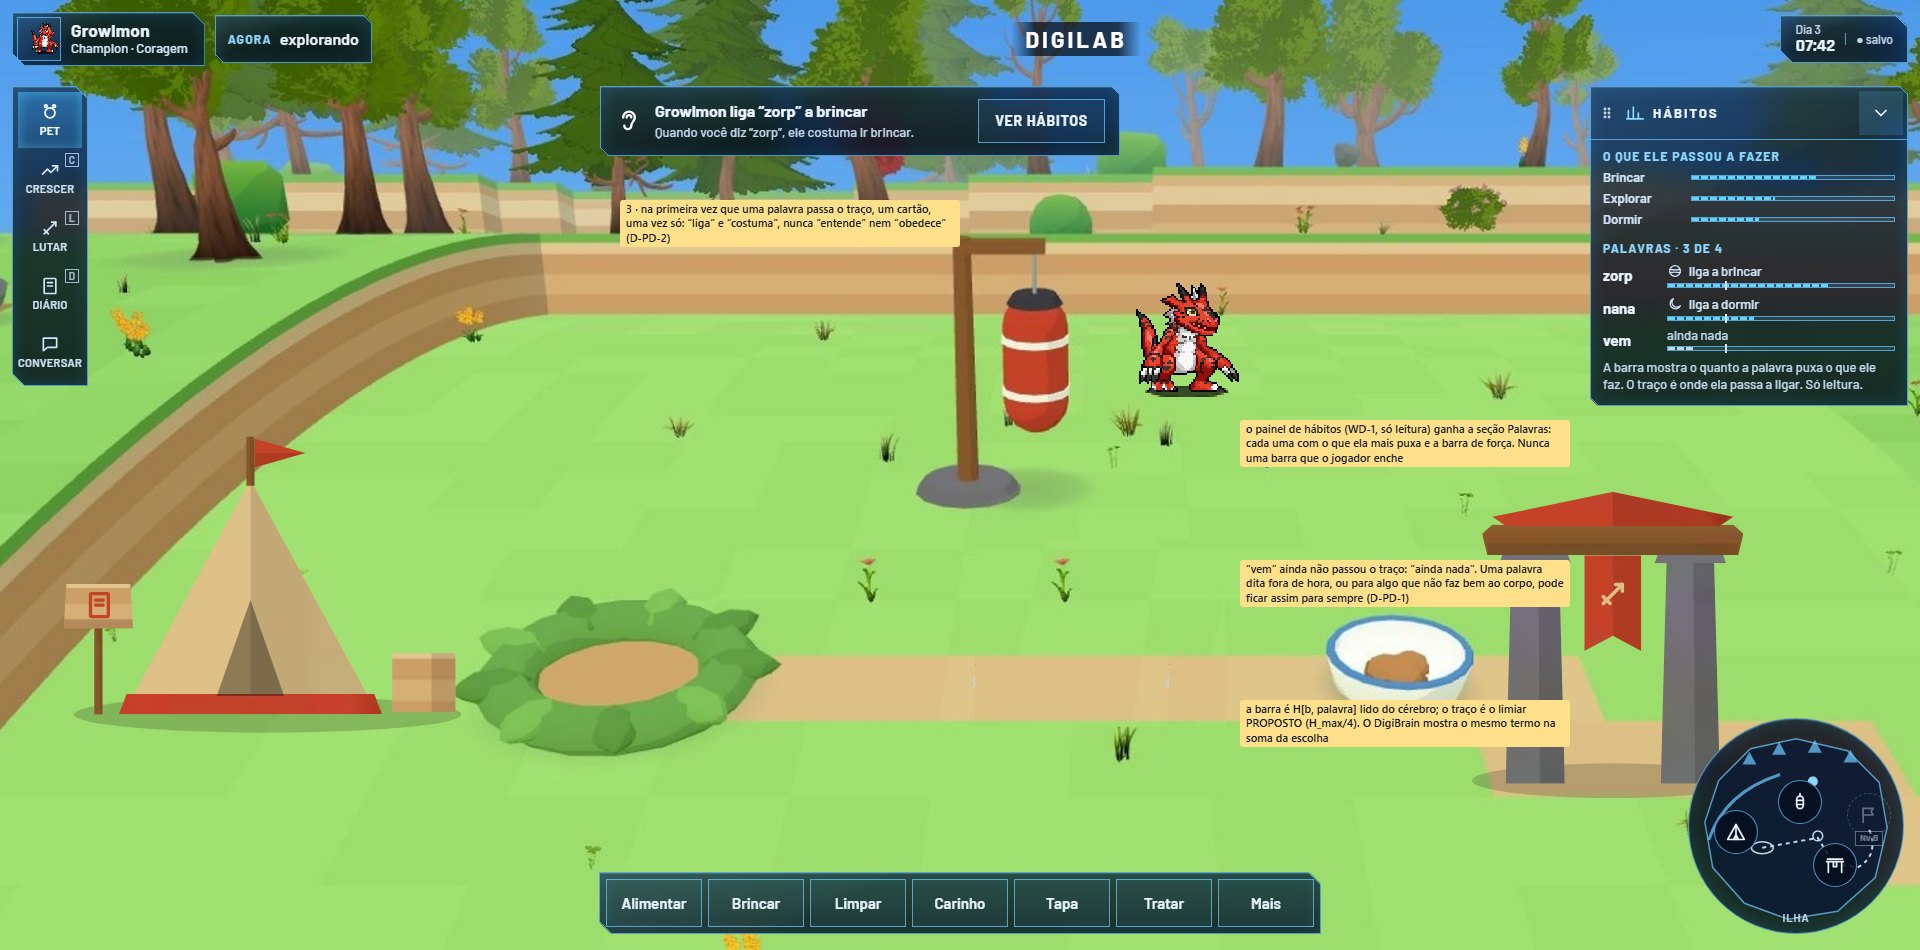 Growlmon
Champion · Coragem
AGORA explorando
DIGILAB
Dia 3
07:42
• salvo
PET
C
CRESCER
L
LUTAR
D
DIÁRIO
CONVERSAR
Growlmon liga “zorp” a brincar
Quando você diz “zorp”, ele costuma ir brincar.
VER HÁBITOS
3 · na primeira vez que uma palavra passa o traço, um cartão,
uma vez só: “liga” e “costuma”, nunca “entende” nem “obedece”
(D-PD-2)
HÁBITOS
O QUE ELE PASSOU A FAZER
Brincar
Explorar
Dormir
PALAVRAS · 3 DE 4
zorp liga a brincar
nana liga a dormir
vem ainda nada
A barra mostra o quanto a palavra puxa o que ele
faz. O traço é onde ela passa a ligar. Só leitura.
o painel de hábitos (WD-1, só leitura) ganha a seção Palavras:
cada uma com o que ela mais puxa e a barra de força. Nunca
uma barra que o jogador enche
“vem” ainda não passou o traço: “ainda nada”. Uma palavra
dita fora de hora, ou para algo que não faz bem ao corpo, pode
ficar assim para sempre (D-PD-1)
a barra é H[b, palavra] lido do cérebro; o traço é o limiar
PROPOSTO (H_max/4). O DigiBrain mostra o mesmo termo na
soma da escolha
Alimentar
Brincar
Limpar
Carinho
Tapa
Tratar
Mais
ILHA